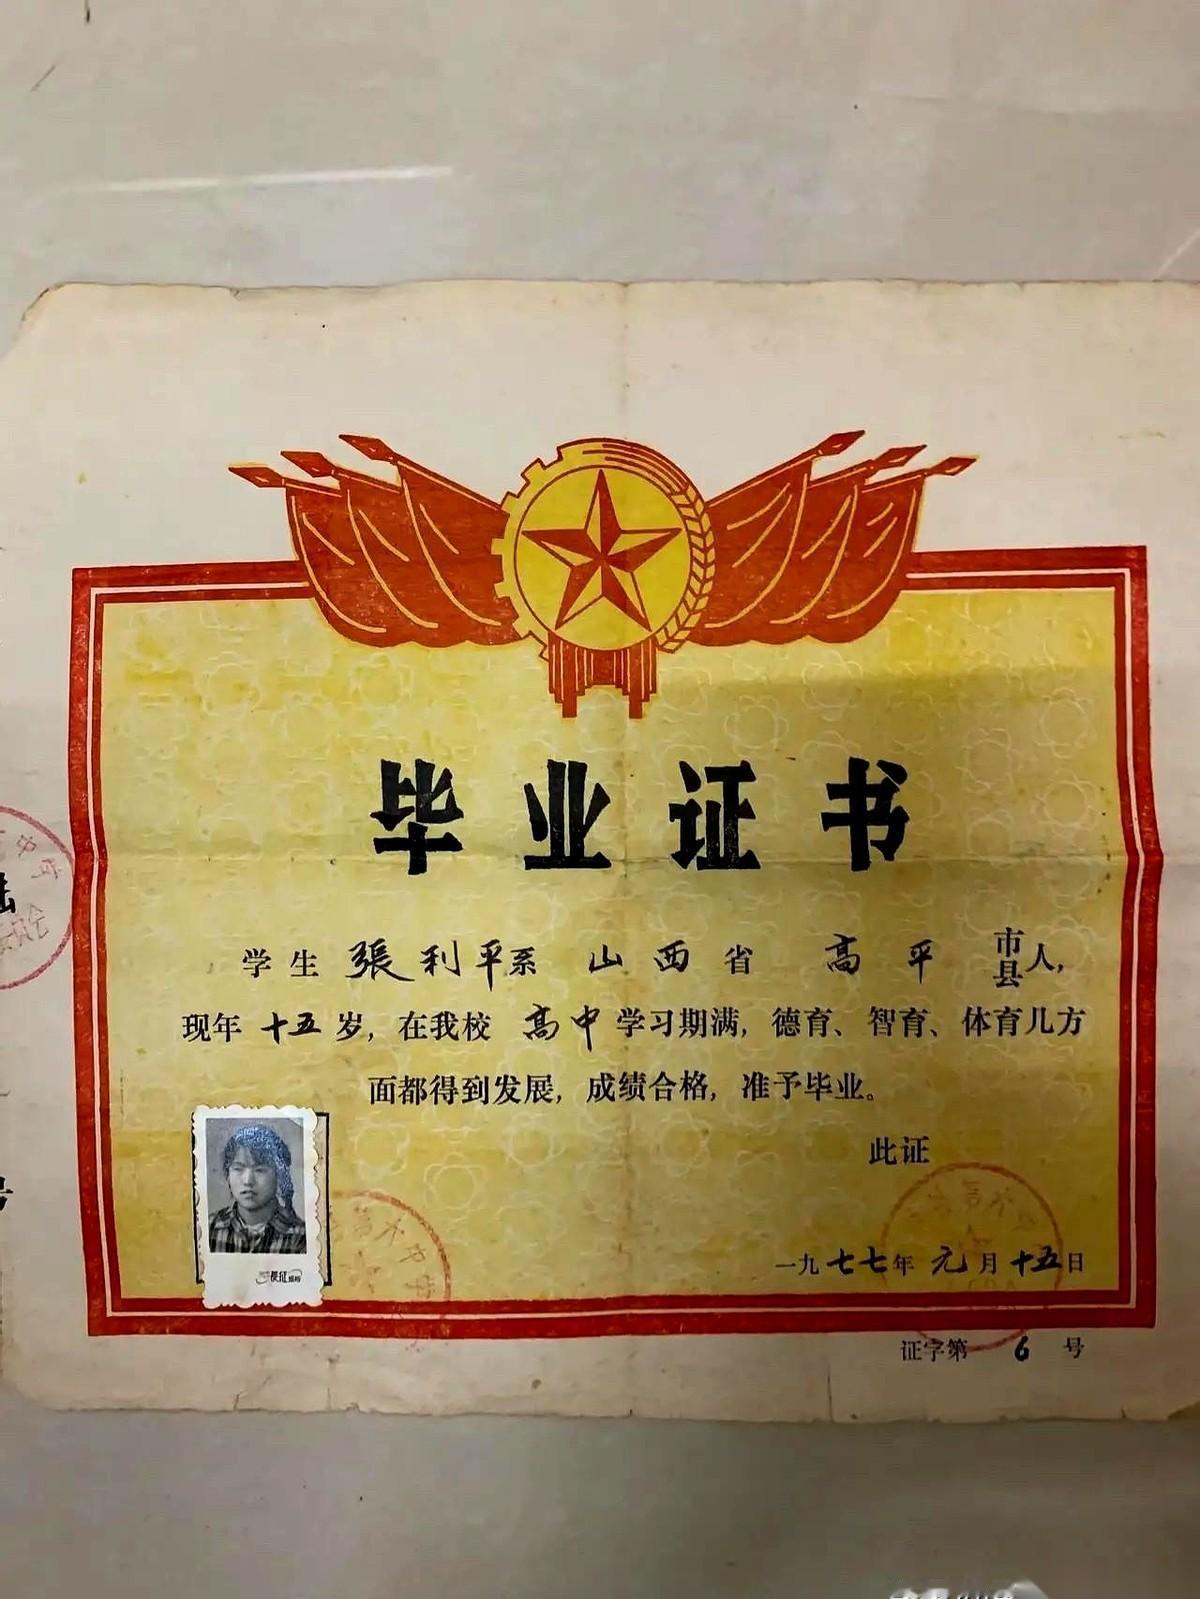 毕业证书
学生 張利平系 山西省 高平 市县人,
现年 十五岁, 在我校 高中 学习期满, 德育、智育、体育几方
面都得到发展, 成绩合格, 准予毕业。
此证
一九七七年 元月十五日
证字第 6 号